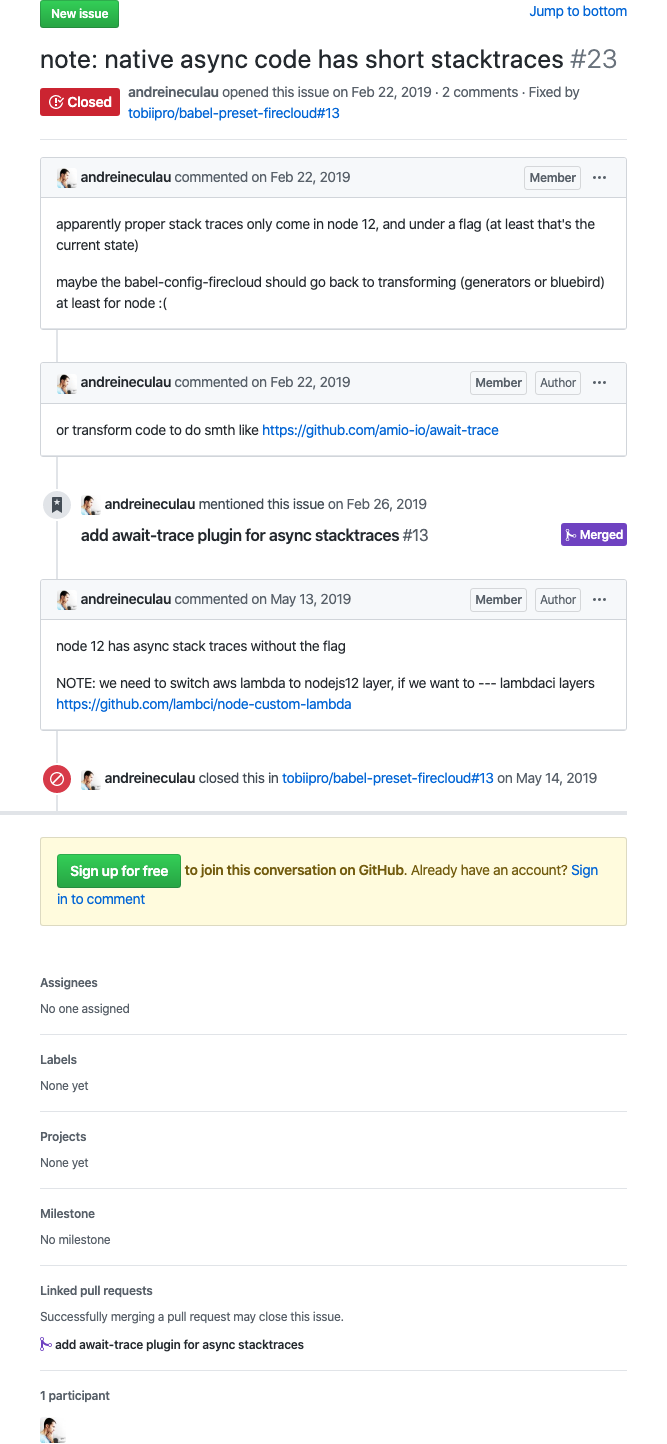 New issue
Jump to bottom
note: native async code has short stacktraces #23
Closed
andreineculau opened this issue on Feb 22, 2019 · 2 comments · Fixed by
tobiipro/babel-preset-firecloud#13
andreineculau commented on Feb 22, 2019
Member
apparently proper stack traces only come in node 12, and under a flag (at least that's the
current state)
maybe the babel-config-firecloud should go back to transforming (generators or bluebird)
at least for node :(
andreineculau commented on Feb 22, 2019
Member Author
or transform code to do smth like https://github.com/amio-io/await-trace
andreineculau mentioned this issue on Feb 26, 2019
add await-trace plugin for async stacktraces #13
Merged
andreineculau commented on May 13, 2019
Member Author
node 12 has async stack traces without the flag
NOTE: we need to switch aws lambda to nodejs12 layer, if we want to --- lambdaci layers
https://github.com/lambci/node-custom-lambda
andreineculau closed this in tobiipro/babel-preset-firecloud#13 on May 14, 2019
Sign up for free to join this conversation on GitHub. Already have an account? Sign
in to comment
Assignees
No one assigned
Labels
None yet
Projects
None yet
Milestone
No milestone
Linked pull requests
Successfully merging a pull request may close this issue.
add await-trace plugin for async stacktraces
1 participant